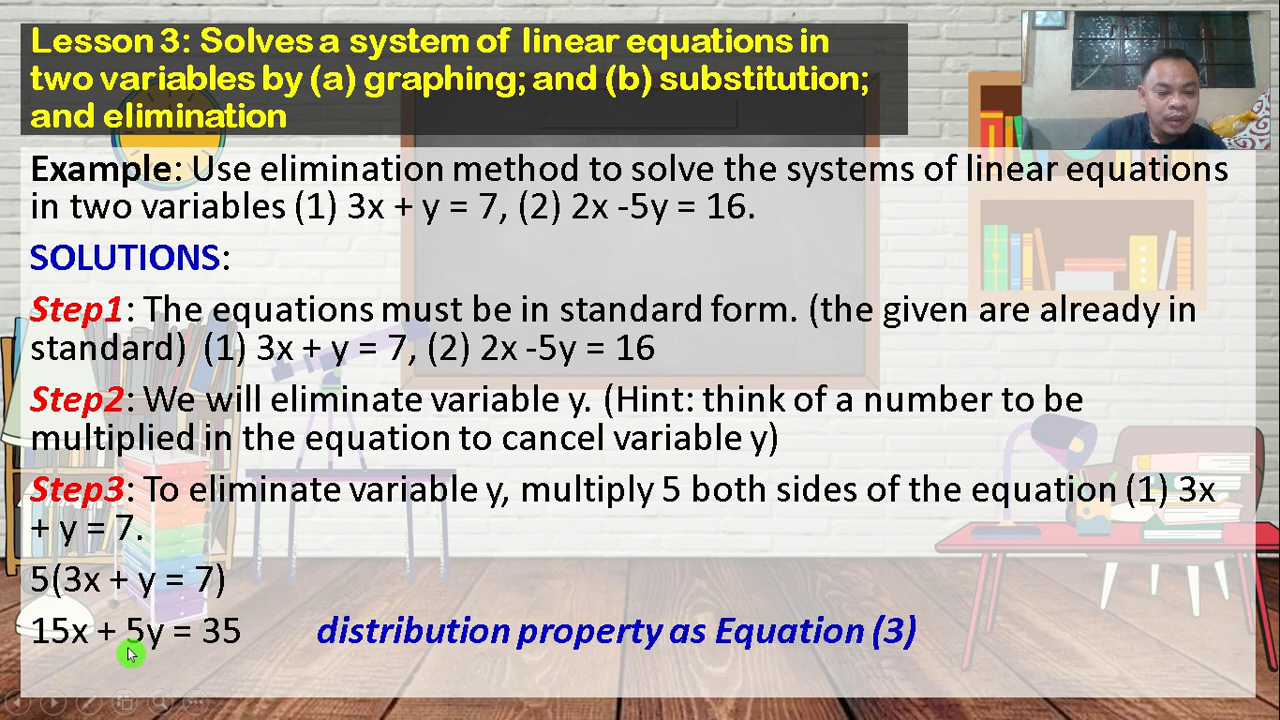 Lesson 3: Solves a system of linear equations in
two variables by (a) graphing; and (b) substitution;
and elimination
Example: Use elimination method to solve the systems of linear equations
in two variables (1) 3x + y = 7, (2) 2x -5y = 16.
SOLUTIONS:
Step1: The equations must be in standard form. (the given are already in
standard) (1) 3x + y = 7, (2) 2x -5y = 16
Step2: We will eliminate variable y. (Hint: think of a number to be
multiplied in the equation to cancel variable y)
Step3: To eliminate variable y, multiply 5 both sides of the equation (1) 3x
+ y = 7.
5(3x + y = 7)
15x + 5y = 35 distribution property as Equation (3)